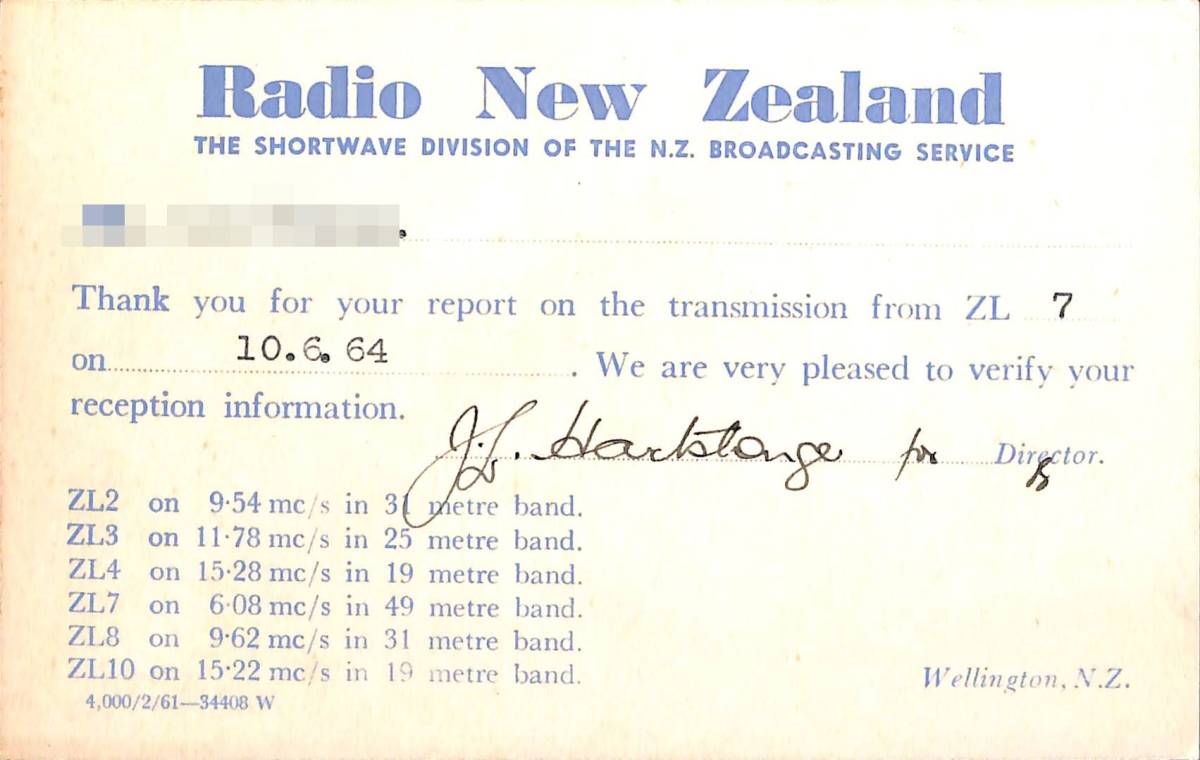 Radio New Zealand
THE SHORTWAVE DIVISION OF THE N.Z. BROADCASTING SERVICE
Thank you for your report on the transmission from ZL 7
on 10.6.64. We are very pleased to verify your
reception information.
J.L. Hartstonge for Director.
ZL2 on 9·54 mc/s in 31 metre band.
ZL3 on 11·78 mc/s in 25 metre band.
ZL4 on 15·28 mc/s in 19 metre band.
ZL7 on 6·08 mc/s in 49 metre band.
ZL8 on 9·62 mc/s in 31 metre band.
ZL10 on 15·22 mc/s in 19 metre band.
Wellington, N.Z.
4,000/2/61—34408 W